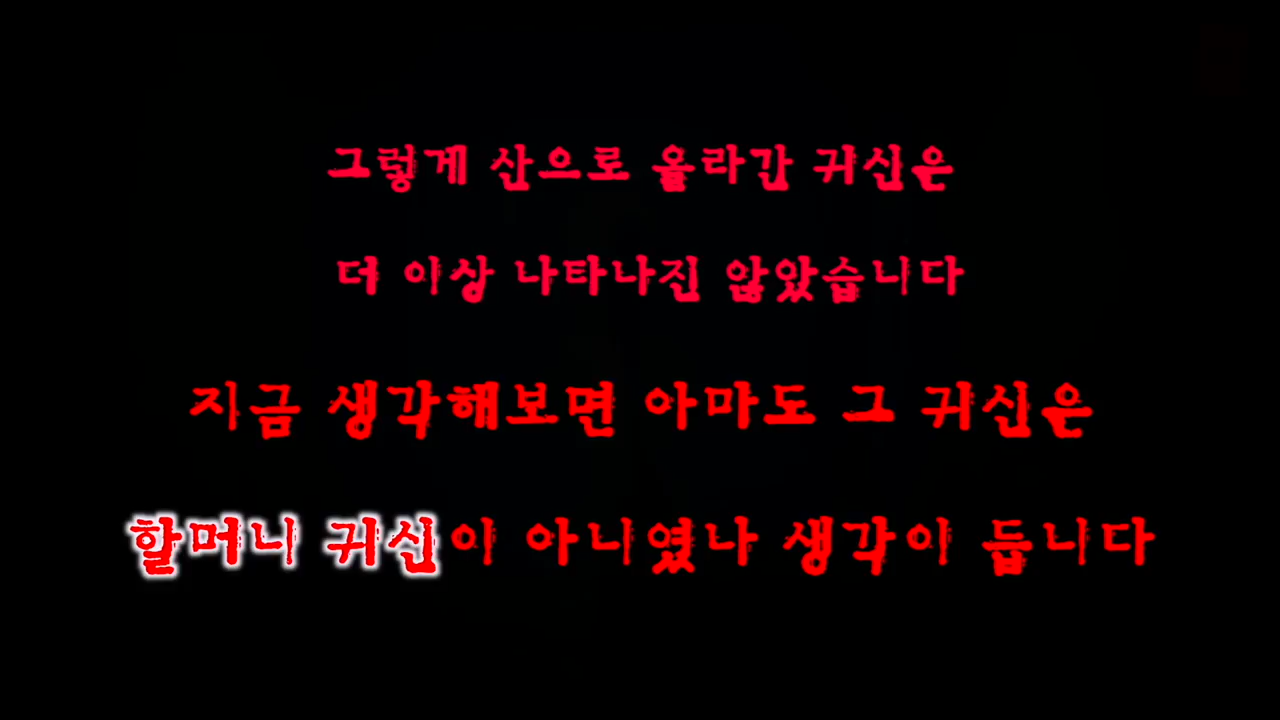 그렇게 산으로 올라간 귀신은
더 이상 나타나진 않았습니다
지금 생각해보면 아마도 그 귀신은
할머니 귀신이 아니였나 생각이 듭니다